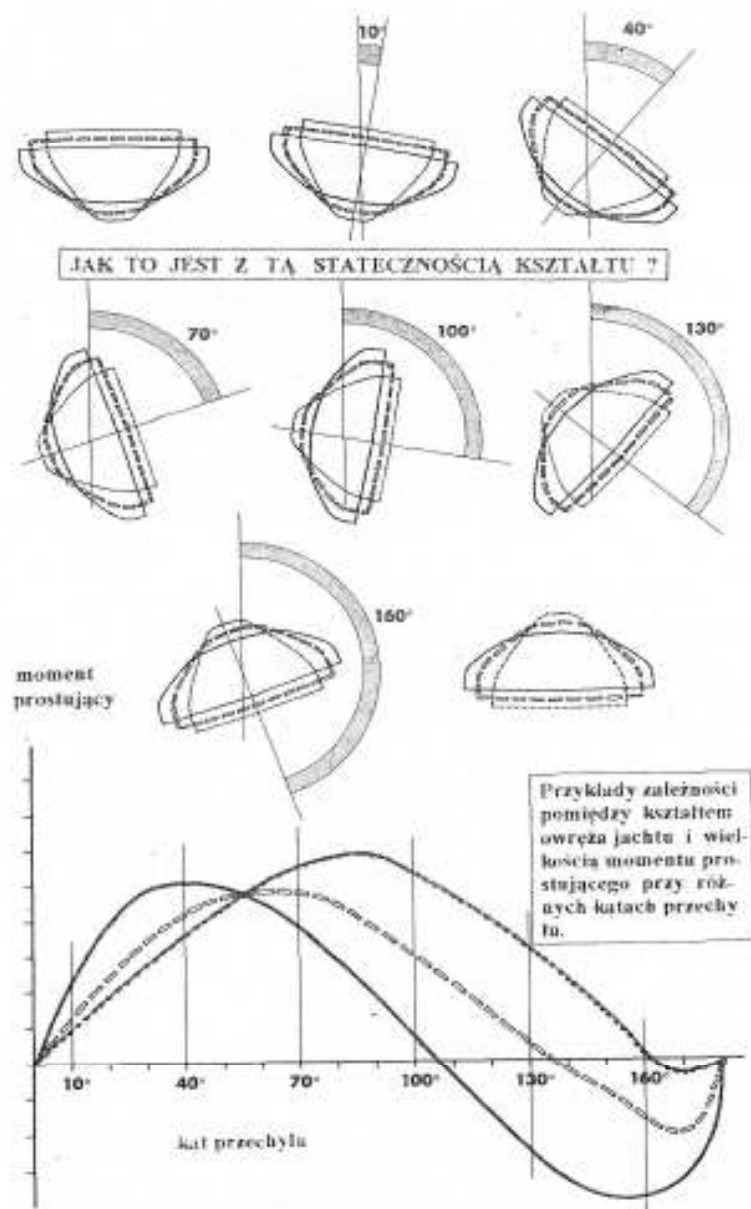 10°
40°
JAK TO JEST Z TĄ STATECZNOŚCIĄ KSZTAŁTU ?
70°
100°
130°
160°
moment
prostujący
Przykłady zależności
pomiędzy kształtem
owręża jachtu i wiel-
kością momentu pro-
stującego przy róż-
nych kątach przechy
łu.
10°
40°
70°
100°
130°
160°
kąt przechyłu